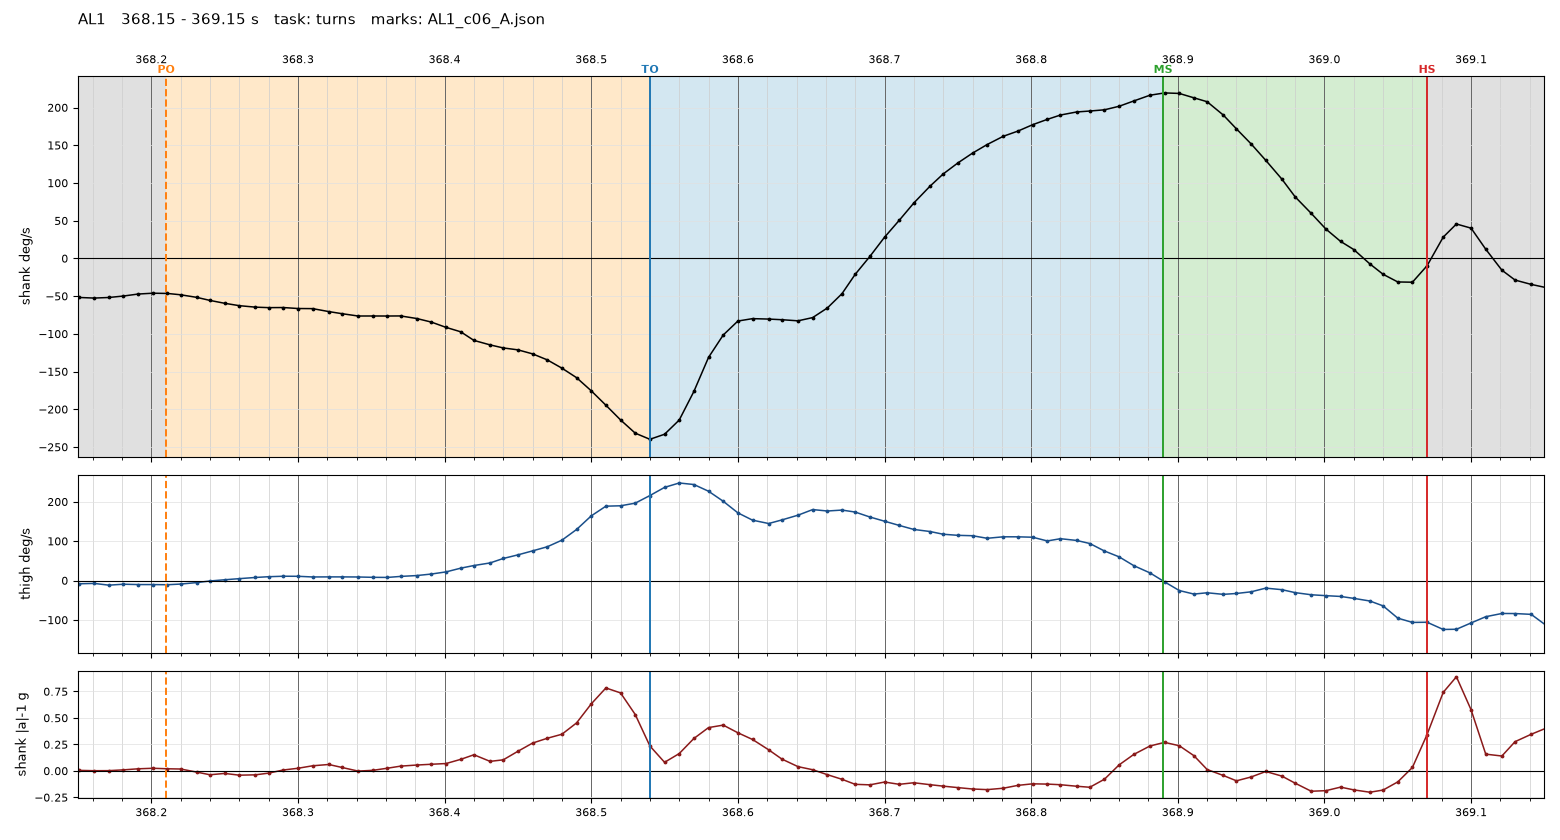 AL1   368.15 - 369.15 s   task: turns   marks: AL1_c06_A.json
368.2 368.3 368.4 368.5 368.6 368.7 368.8 368.9 369.0 369.1
PO TO MS HS
shank deg/s
200
150
100
50
0
−50
−100
−150
−200
−250
thigh deg/s
200
100
0
−100
shank |a|-1 g
0.75
0.50
0.25
0.00
−0.25
368.2 368.3 368.4 368.5 368.6 368.7 368.8 368.9 369.0 369.1